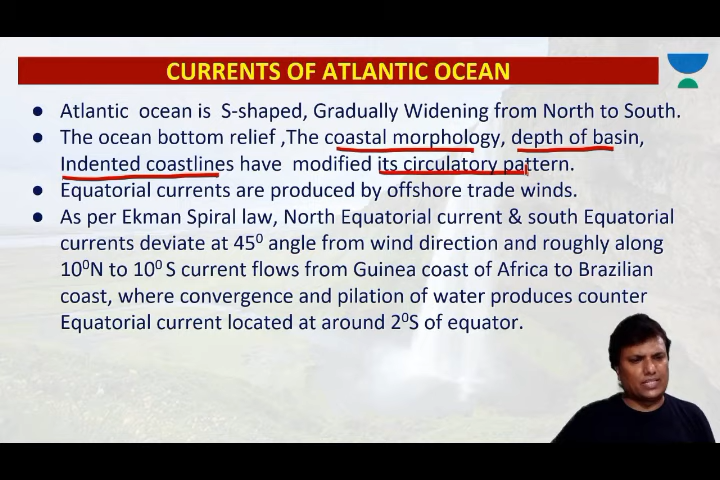 CURRENTS OF ATLANTIC OCEAN
● Atlantic ocean is S-shaped, Gradually Widening from North to South.
● The ocean bottom relief ,The coastal morphology, depth of basin,
Indented coastlines have modified its circulatory pattern.
● Equatorial currents are produced by offshore trade winds.
● As per Ekman Spiral law, North Equatorial current & south Equatorial
currents deviate at 45⁰ angle from wind direction and roughly along
10⁰N to 10⁰ S current flows from Guinea coast of Africa to Brazilian
coast, where convergence and pilation of water produces counter
Equatorial current located at around 2⁰S of equator.